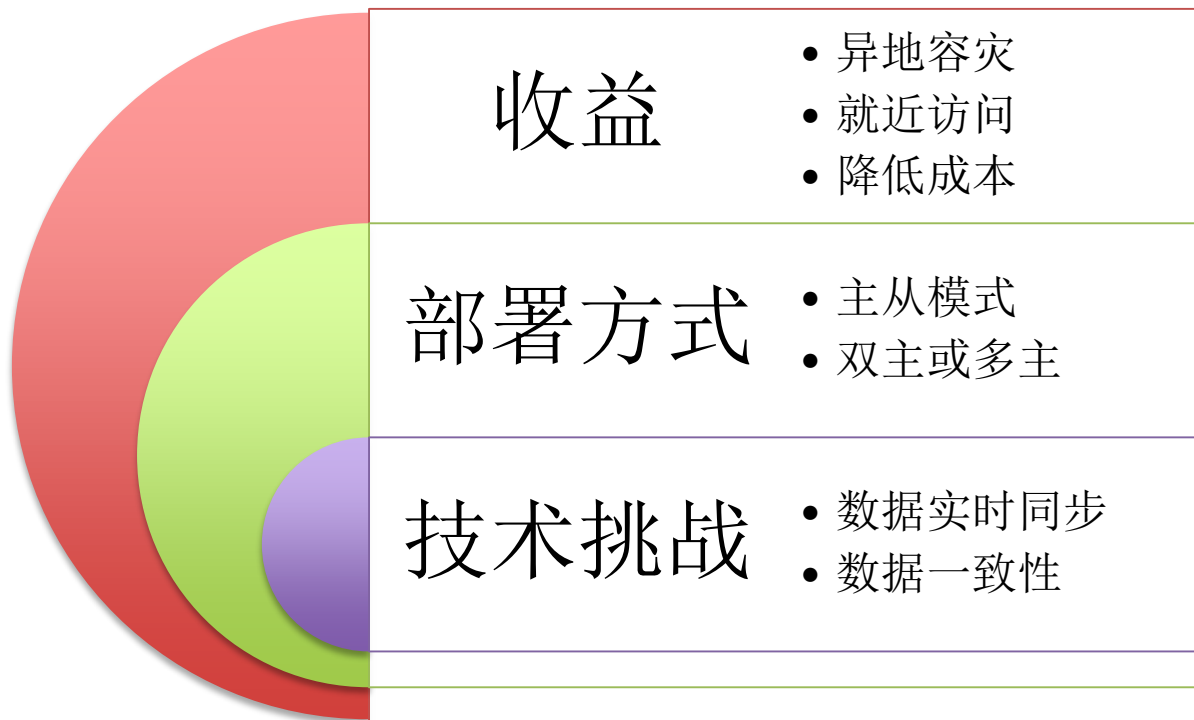 收益
• 异地容灾
• 就近访问
• 降低成本
部署方式
• 主从模式
• 双主或多主
技术挑战
• 数据实时同步
• 数据一致性